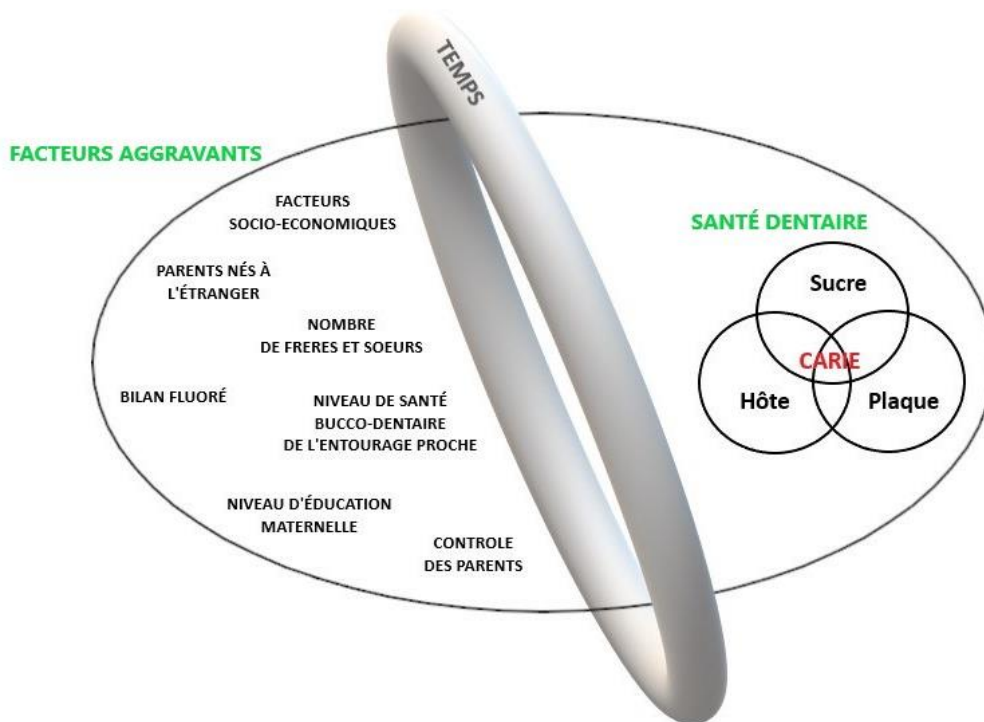 TEMPS
FACTEURS AGGRAVANTS
FACTEURS
SOCIO-ECONOMIQUES
PARENTS NÉS À
L'ÉTRANGER
NOMBRE
DE FRERES ET SOEURS
BILAN FLUORÉ
NIVEAU DE SANTÉ
BUCCO-DENTAIRE
DE L'ENTOURAGE PROCHE
NIVEAU D'ÉDUCATION
MATERNELLE
CONTROLE
DES PARENTS
SANTÉ DENTAIRE
Sucre
CARIE
Hôte
Plaque